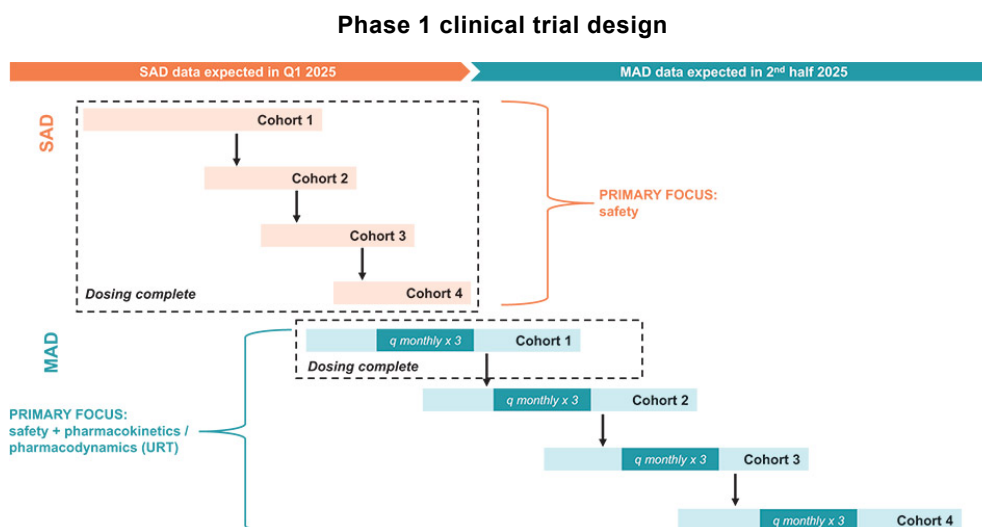 Phase 1 clinical trial design
SAD data expected in Q1 2025
MAD data expected in 2nd half 2025
SAD
Cohort 1
Cohort 2
Cohort 3
Cohort 4
Dosing complete
PRIMARY FOCUS:
safety
MAD
q monthly x 3
Cohort 1
Dosing complete
q monthly x 3
Cohort 2
PRIMARY FOCUS:
safety + pharmacokinetics /
pharmacodynamics (URT)
q monthly x 3
Cohort 3
q monthly x 3
Cohort 4